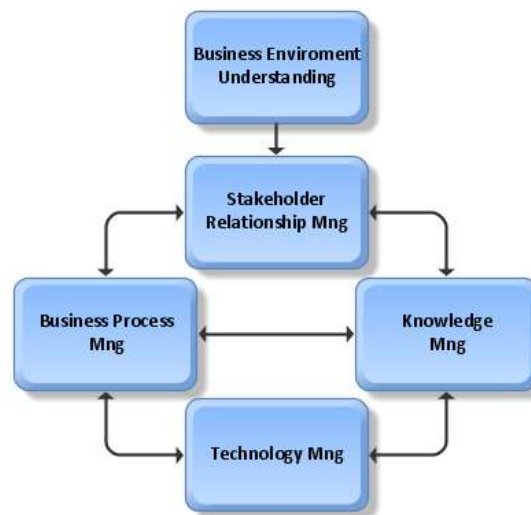 Business Enviroment
Understanding
Stakeholder
Relationship Mng
Business Process
Mng
Knowledge
Mng
Technology Mng